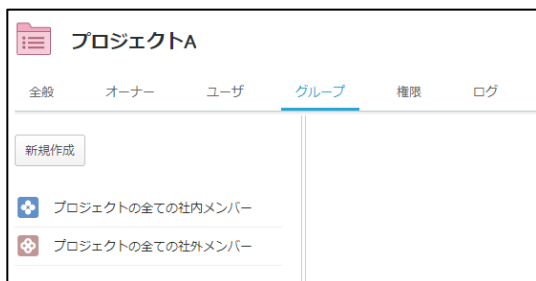 プロジェクトA
全般 オーナー ユーザ グループ 権限 ログ
新規作成
プロジェクトの全ての社内メンバー
プロジェクトの全ての社外メンバー